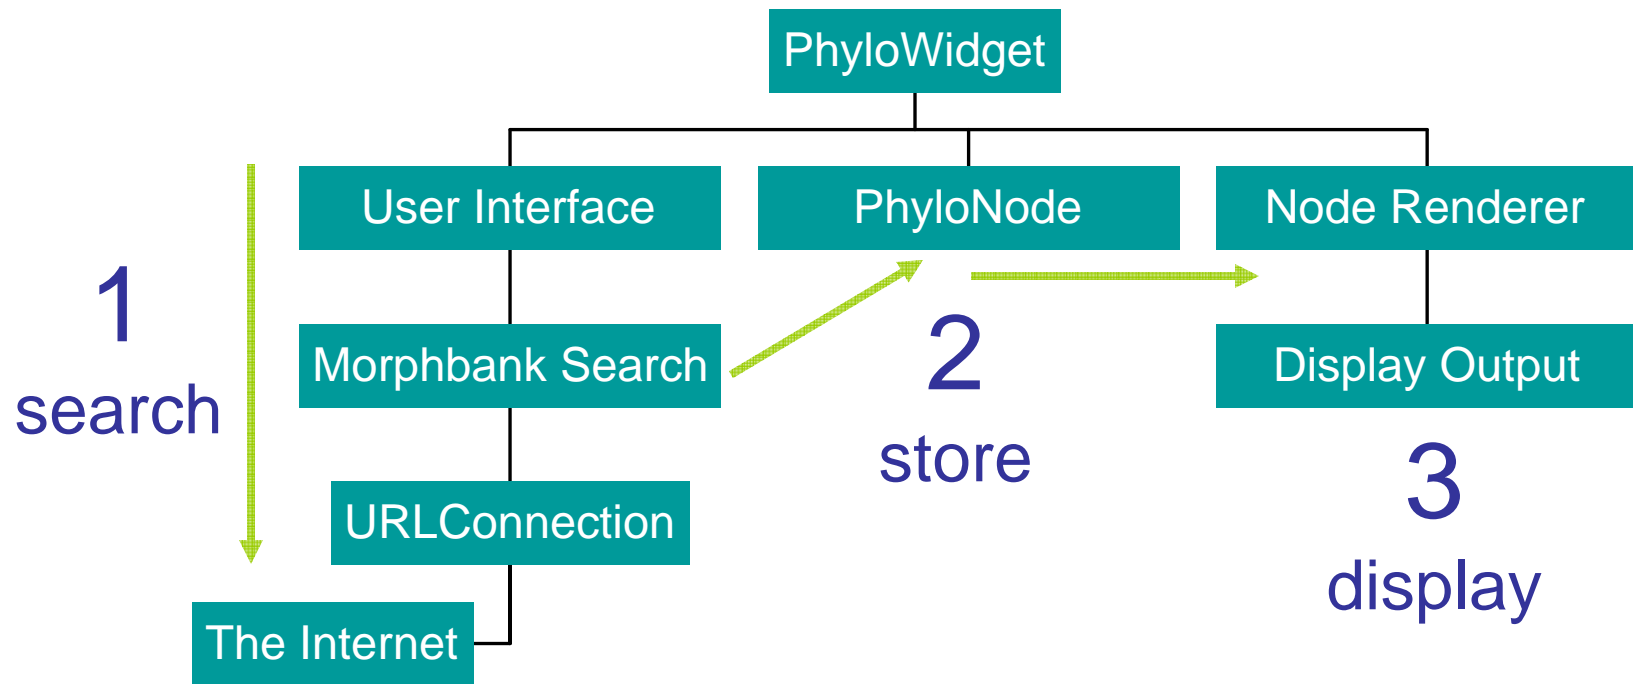 PhyloWidget
User Interface
PhyloNode
Node Renderer
1
search
Morphbank Search
2
store
Display Output
3
display
URLConnection
The Internet